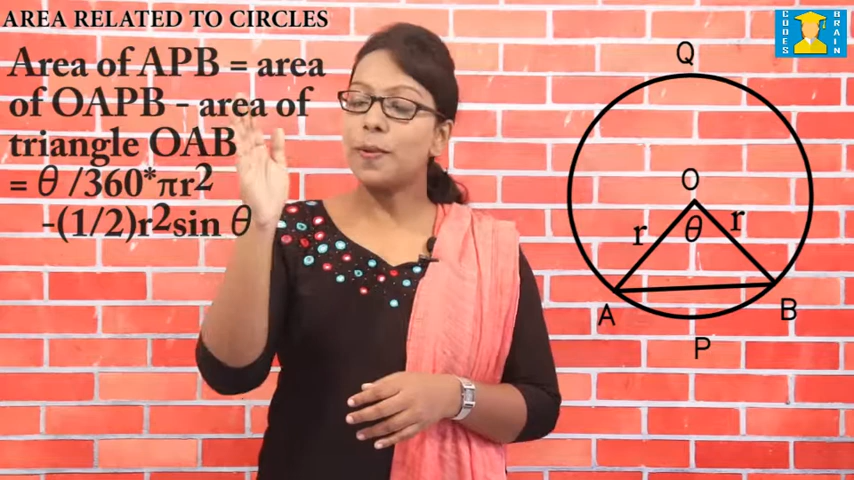 AREA RELATED TO CIRCLES
Area of APB = area
of OAPB - area of
triangle OAB
= θ /360*πr2
-(1/2)r2sin θ
CODES
BRAIN
Q
O
r
θ
r
A
B
P